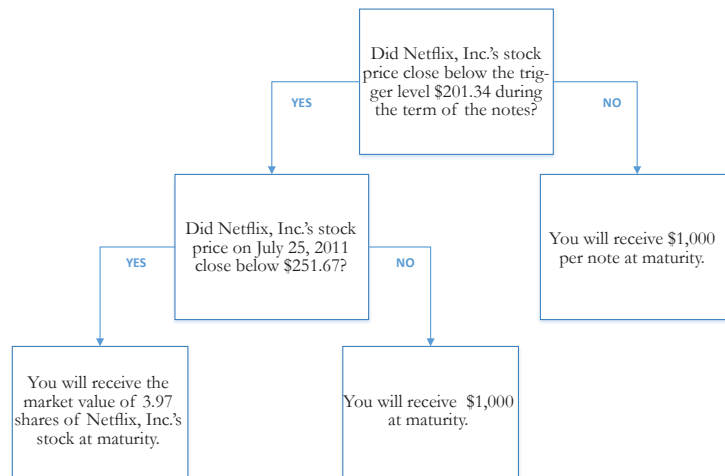 Did Netflix, Inc.'s stock
price close below the trig-
ger level $201.34 during
the term of the notes?
YES
NO
Did Netflix, Inc.'s stock
price on July 25, 2011
close below $251.67?
You will receive $1,000
per note at maturity.
YES
NO
You will receive the
market value of 3.97
shares of Netflix, Inc.'s
stock at maturity.
You will receive $1,000
at maturity.